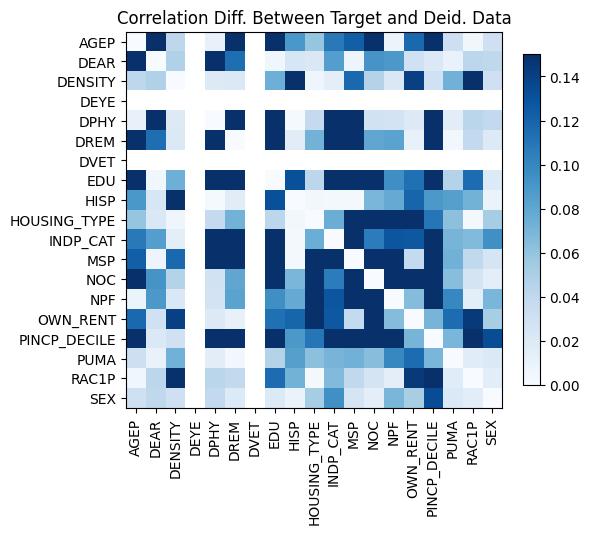 Correlation Diff. Between Target and Deid. Data
AGEP
DEAR
DENSITY
DEYE
DPHY
DREM
DVET
EDU
HISP
HOUSING_TYPE
INDP_CAT
MSP
NOC
NPF
OWN_RENT
PINCP_DECILE
PUMA
RAC1P
SEX
AGEP
DEAR
DENSITY
DEYE
DPHY
DREM
DVET
EDU
HISP
HOUSING_TYPE
INDP_CAT
MSP
NOC
NPF
OWN_RENT
PINCP_DECILE
PUMA
RAC1P
SEX
0.14
0.12
0.10
0.08
0.06
0.04
0.02
0.00